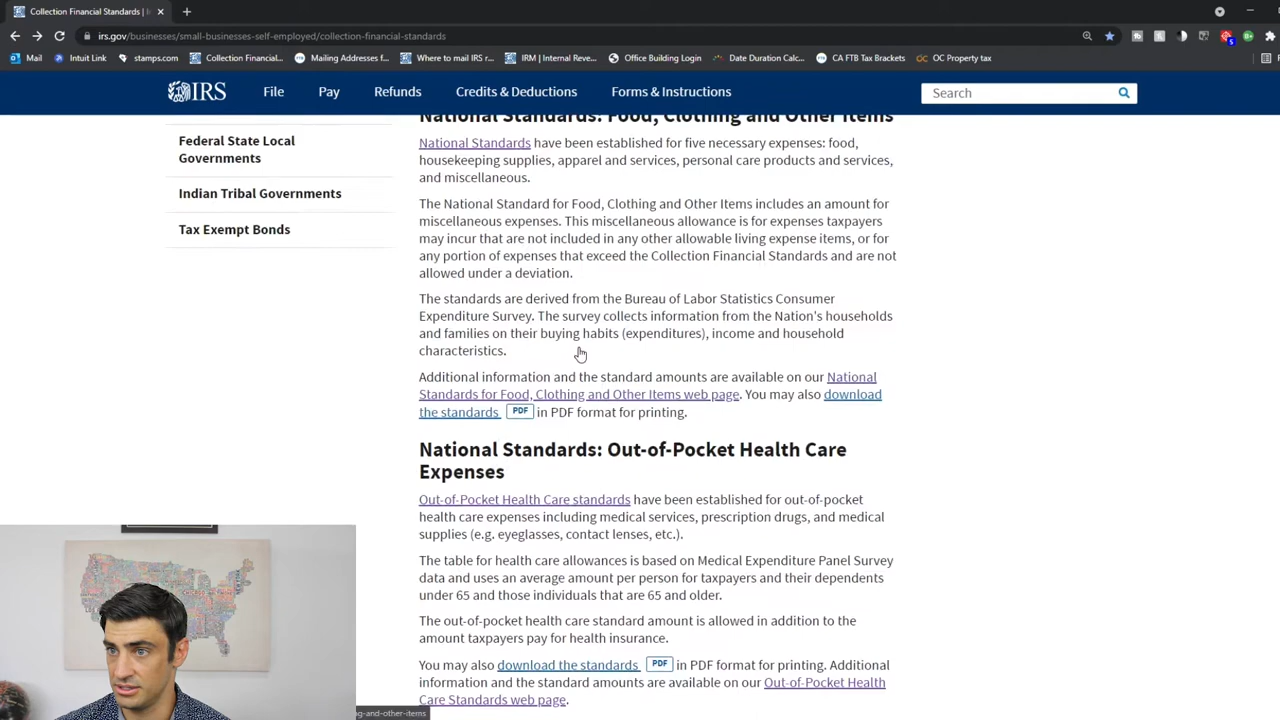 Collection Financial Standards | I
irs.gov/businesses/small-businesses-self-employed/collection-financial-standards
Mail
Intuit Link
stamps.com
Collection Financial...
Mailing Addresses f...
Where to mail IRS r...
IRM | Internal Reve...
Office Building Login
Date Duration Calc...
CA FTB Tax Brackets
OC Property tax
IRS
File
Pay
Refunds
Credits & Deductions
Forms & Instructions
Search
Federal State Local
Governments
Indian Tribal Governments
Tax Exempt Bonds
National Standards: Food, Clothing and Other Items
National Standards have been established for five necessary expenses: food,
housekeeping supplies, apparel and services, personal care products and services,
and miscellaneous.
The National Standard for Food, Clothing and Other Items includes an amount for
miscellaneous expenses. This miscellaneous allowance is for expenses taxpayers
may incur that are not included in any other allowable living expense items, or for
any portion of expenses that exceed the Collection Financial Standards and are not
allowed under a deviation.
The standards are derived from the Bureau of Labor Statistics Consumer
Expenditure Survey. The survey collects information from the Nation's households
and families on their buying habits (expenditures), income and household
characteristics.
Additional information and the standard amounts are available on our National
Standards for Food, Clothing and Other Items web page. You may also download
the standards PDF in PDF format for printing.
National Standards: Out-of-Pocket Health Care
Expenses
Out-of-Pocket Health Care standards have been established for out-of-pocket
health care expenses including medical services, prescription drugs, and medical
supplies (e.g. eyeglasses, contact lenses, etc.).
The table for health care allowances is based on Medical Expenditure Panel Survey
data and uses an average amount per person for taxpayers and their dependents
under 65 and those individuals that are 65 and older.
The out-of-pocket health care standard amount is allowed in addition to the
amount taxpayers pay for health insurance.
You may also download the standards PDF in PDF format for printing. Additional
information and the standard amounts are available on our Out-of-Pocket Health
Care Standards web page.
ng-and-other-items